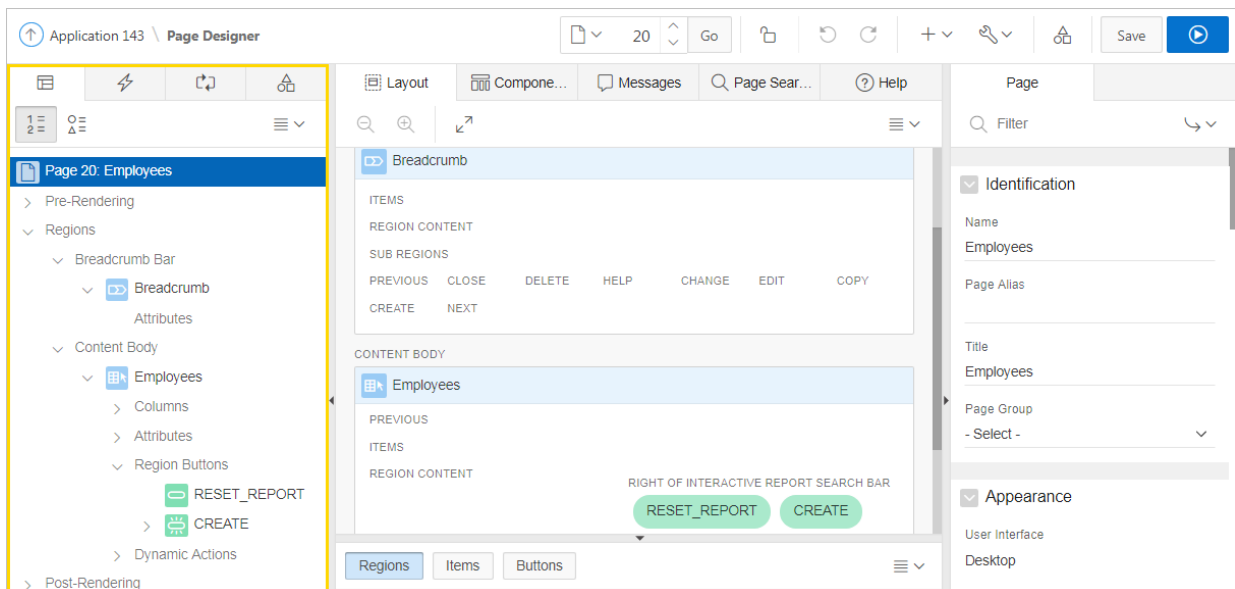 Application 143 \ Page Designer
20
Go
Save
1
2
Page 20: Employees
Pre-Rendering
Regions
Breadcrumb Bar
Breadcrumb
Attributes
Content Body
Employees
Columns
Attributes
Region Buttons
RESET_REPORT
CREATE
Dynamic Actions
Post-Rendering
Layout
Compone...
Messages
Page Sear...
? Help
Breadcrumb
ITEMS
REGION CONTENT
SUB REGIONS
PREVIOUS CLOSE DELETE HELP CHANGE EDIT COPY
CREATE NEXT
CONTENT BODY
Employees
PREVIOUS
ITEMS
REGION CONTENT
RIGHT OF INTERACTIVE REPORT SEARCH BAR
RESET_REPORT CREATE
Regions Items Buttons
Page
Filter
Identification
Name
Employees
Page Alias
Title
Employees
Page Group
- Select -
Appearance
User Interface
Desktop